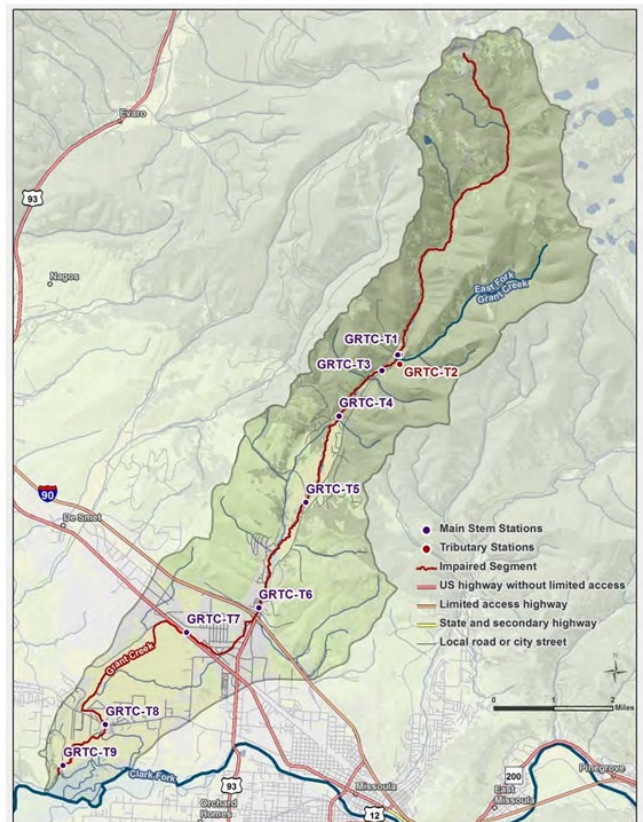 Evaro
93
Nagos
East Fork
Grant Creek
GRTC-T1
GRTC-T3
GRTC-T2
GRTC-T4
90
De Smet
GRTC-T5
Main Stem Stations
Tributary Stations
Impaired Segment
US highway without limited access
Limited access highway
State and secondary highway
Local road or city street
GRTC-T6
GRTC-T7
Grant Creek
0 1 2
Miles
GRTC-T8
GRTC-T9
Clark Fork
93
Orchard
Homes
Missoula
12
200
East
Missoula
Pinegrove